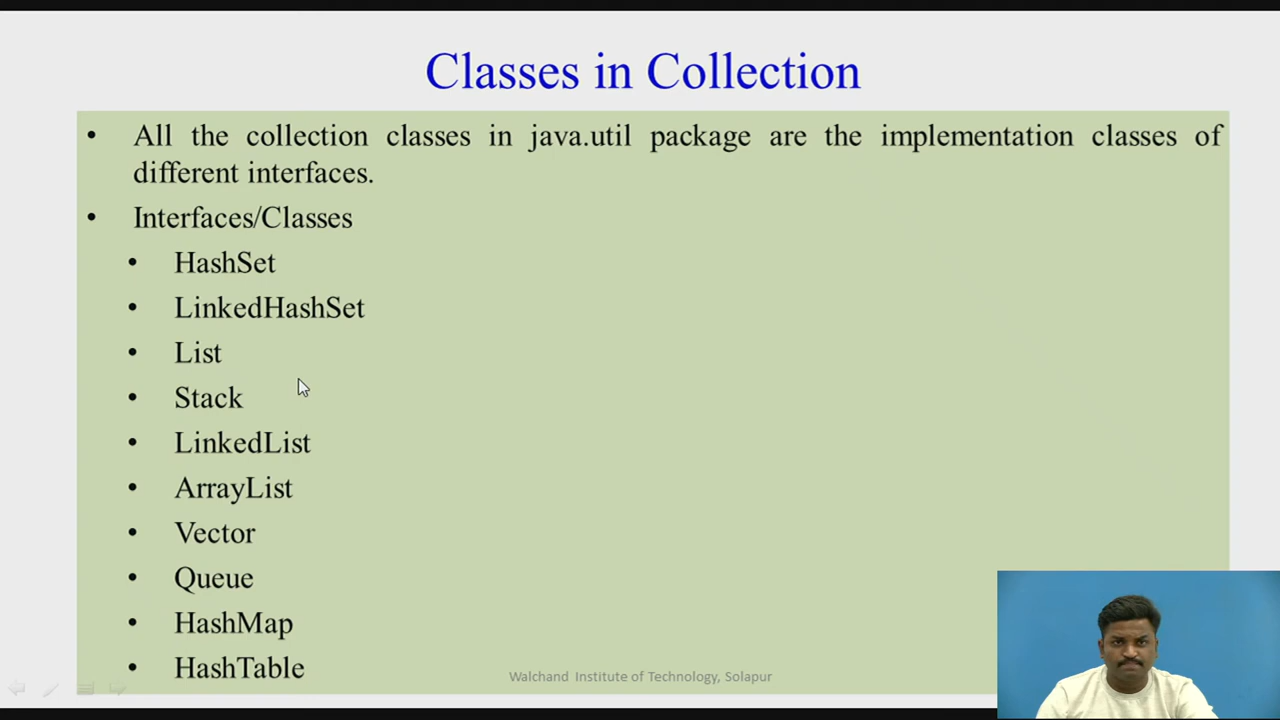 Classes in Collection
• All the collection classes in java.util package are the implementation classes of
different interfaces.
• Interfaces/Classes
• HashSet
• LinkedHashSet
• List
• Stack
• LinkedList
• ArrayList
• Vector
• Queue
• HashMap
• HashTable
Walchand Institute of Technology, Solapur